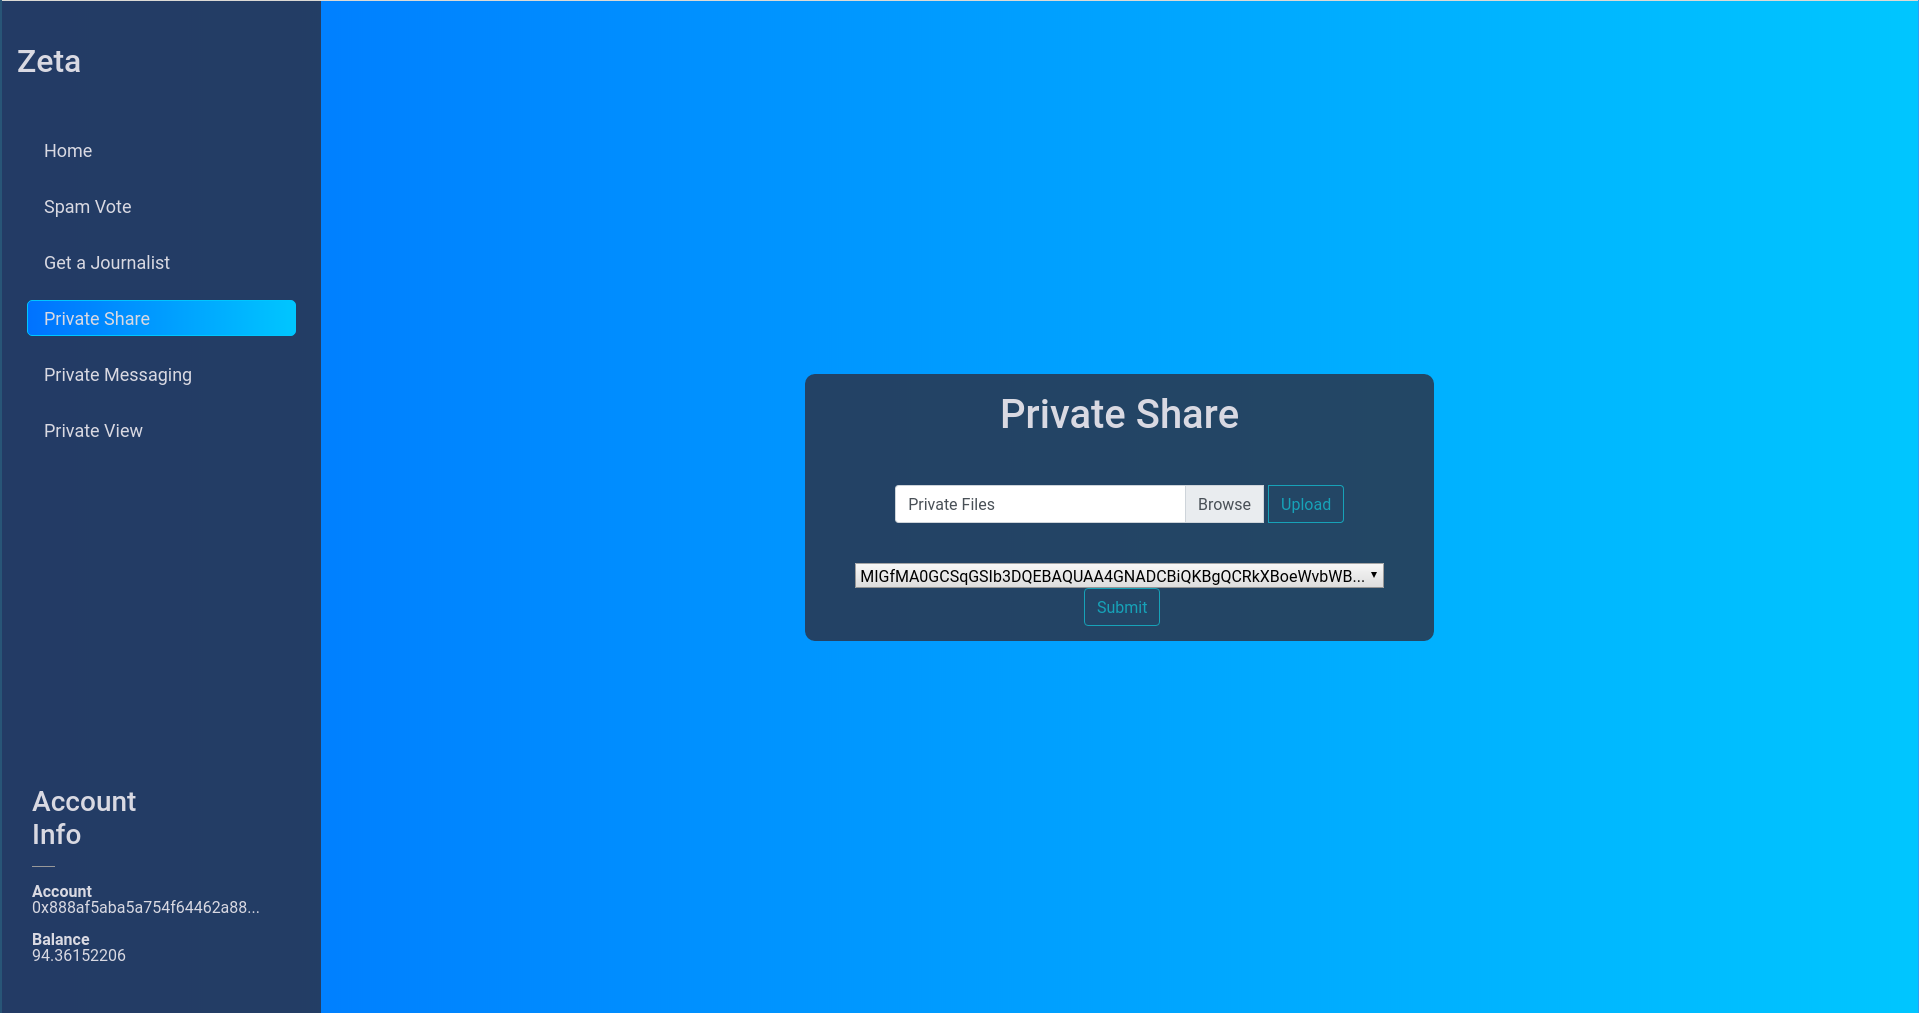 Zeta
Home
Spam Vote
Get a Journalist
Private Share
Private Messaging
Private View
Account
Info
Account
0x888af5aba5a754f64462a88...
Balance
94.36152206
Private Share
Private Files
Browse
Upload
MIGfMA0GCSqGSIb3DQEBAQUAA4GNADCBiQKBgQCRkXBoeWvbWB...
Submit